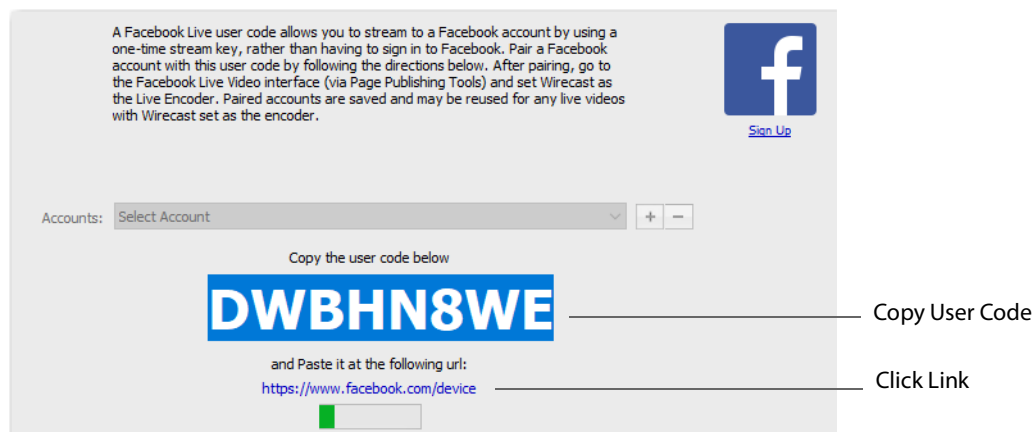 A Facebook Live user code allows you to stream to a Facebook account by using a
one-time stream key, rather than having to sign in to Facebook. Pair a Facebook
account with this user code by following the directions below. After pairing, go to
the Facebook Live Video interface (via Page Publishing Tools) and set Wirecast as
the Live Encoder. Paired accounts are saved and may be reused for any live videos
with Wirecast set as the encoder.
f
Sign Up
Accounts: Select Account + −
Copy the user code below
DWBHN8WE
Copy User Code
and Paste it at the following url:
https://www.facebook.com/device
Click Link